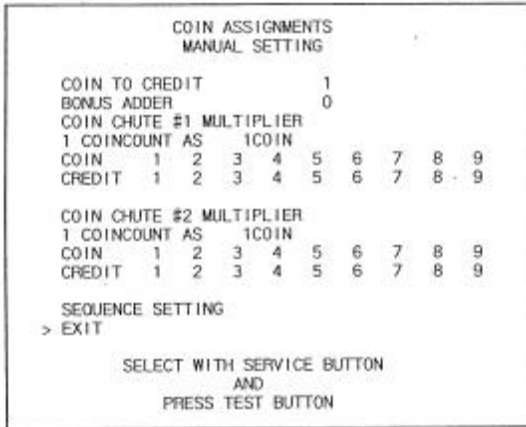 COIN ASSIGNMENTS
MANUAL SETTING
COIN TO CREDIT 1
BONUS ADDER 0
COIN CHUTE #1 MULTIPLIER
1 COINCOUNT AS 1COIN
COIN 1 2 3 4 5 6 7 8 9
CREDIT 1 2 3 4 5 6 7 8 9
COIN CHUTE #2 MULTIPLIER
1 COINCOUNT AS 1COIN
COIN 1 2 3 4 5 6 7 8 9
CREDIT 1 2 3 4 5 6 7 8 9
SEQUENCE SETTING
> EXIT
SELECT WITH SERVICE BUTTON
AND
PRESS TEST BUTTON